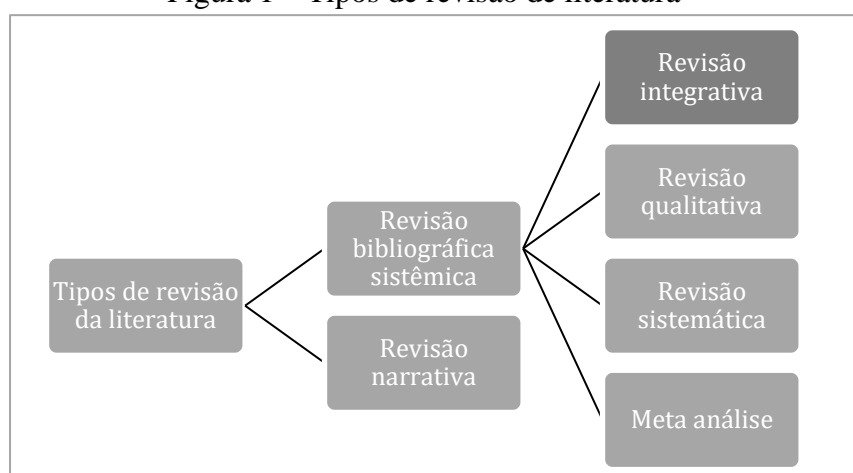 Figura 1 – Tipos de revisão de literatura
Revisão
integrativa
Revisão
qualitativa
Revisão
bibliográfica
sistêmica
Tipos de revisão
da literatura
Revisão
sistemática
Revisão
narrativa
Meta análise